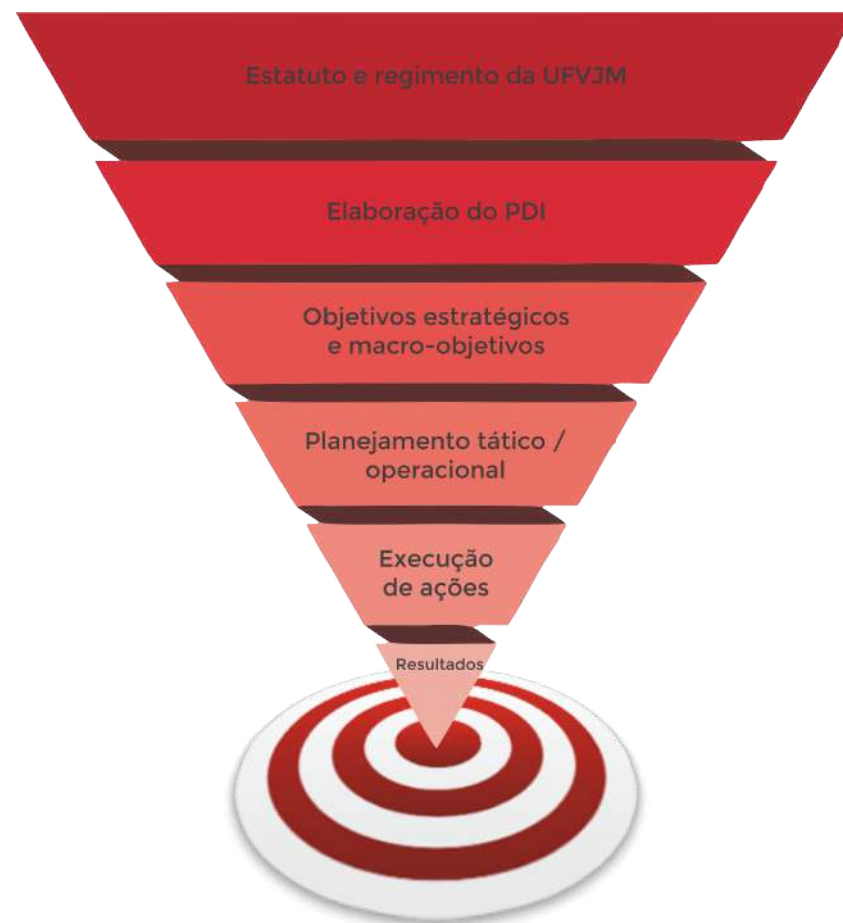 Estatuto e regimento da UFVJM
Elaboração do PDI
Objetivos estratégicos
e macro-objetivos
Planejamento tático /
operacional
Execução
de ações
Resultados